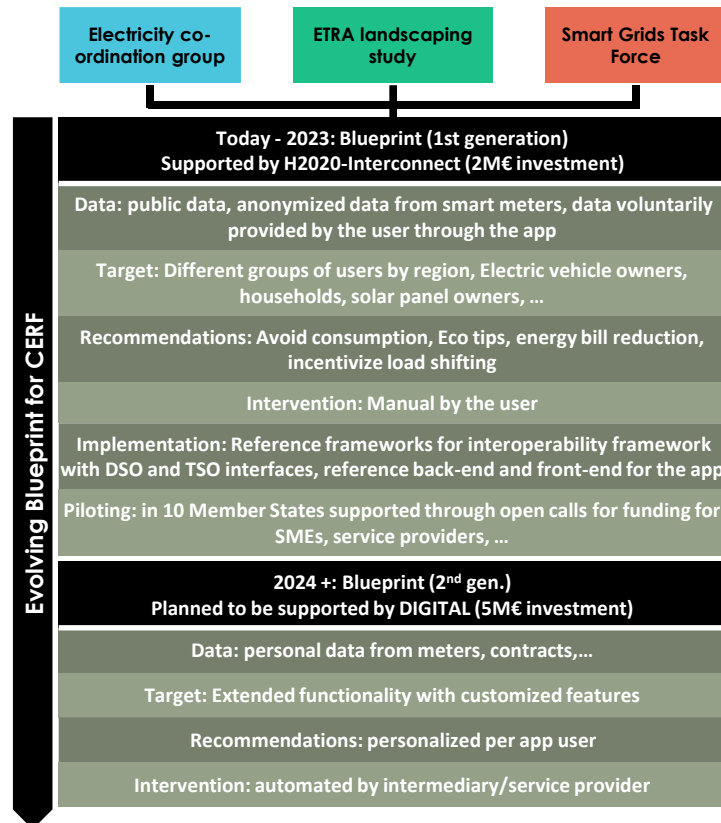 Electricity co-
ordination group
ETRA landscaping
study
Smart Grids Task
Force
Evolving Blueprint for CERF
Today - 2023: Blueprint (1st generation)
Supported by H2020-Interconnect (2M€ investment)
Data: public data, anonymized data from smart meters, data voluntarily
provided by the user through the app
Target: Different groups of users by region, Electric vehicle owners,
households, solar panel owners, ...
Recommendations: Avoid consumption, Eco tips, energy bill reduction,
incentivize load shifting
Intervention: Manual by the user
Implementation: Reference frameworks for interoperability framework
with DSO and TSO interfaces, reference back-end and front-end for the app
Piloting: in 10 Member States supported through open calls for funding for
SMEs, service providers, ...
2024 +: Blueprint (2nd gen.)
Planned to be supported by DIGITAL (5M€ investment)
Data: personal data from meters, contracts,...
Target: Extended functionality with customized features
Recommendations: personalized per app user
Intervention: automated by intermediary/service provider